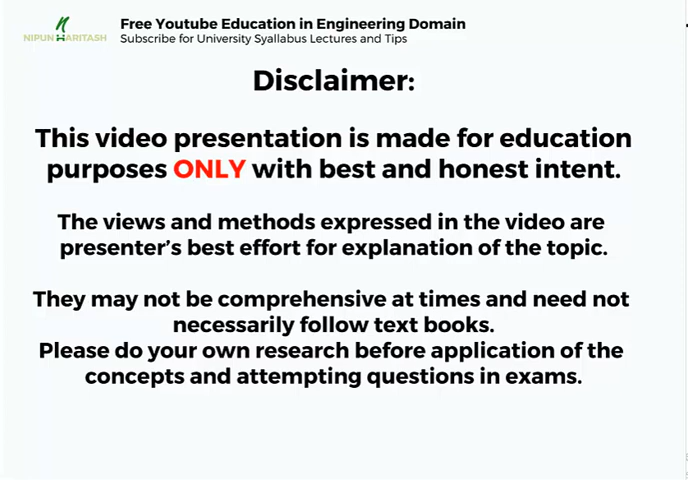 Free Youtube Education in Engineering Domain
NIPUN HARITASH
Subscribe for University Syallabus Lectures and Tips
Disclaimer:
This video presentation is made for education
purposes ONLY with best and honest intent.
The views and methods expressed in the video are
presenter's best effort for explanation of the topic.
They may not be comprehensive at times and need not
necessarily follow text books.
Please do your own research before application of the
concepts and attempting questions in exams.